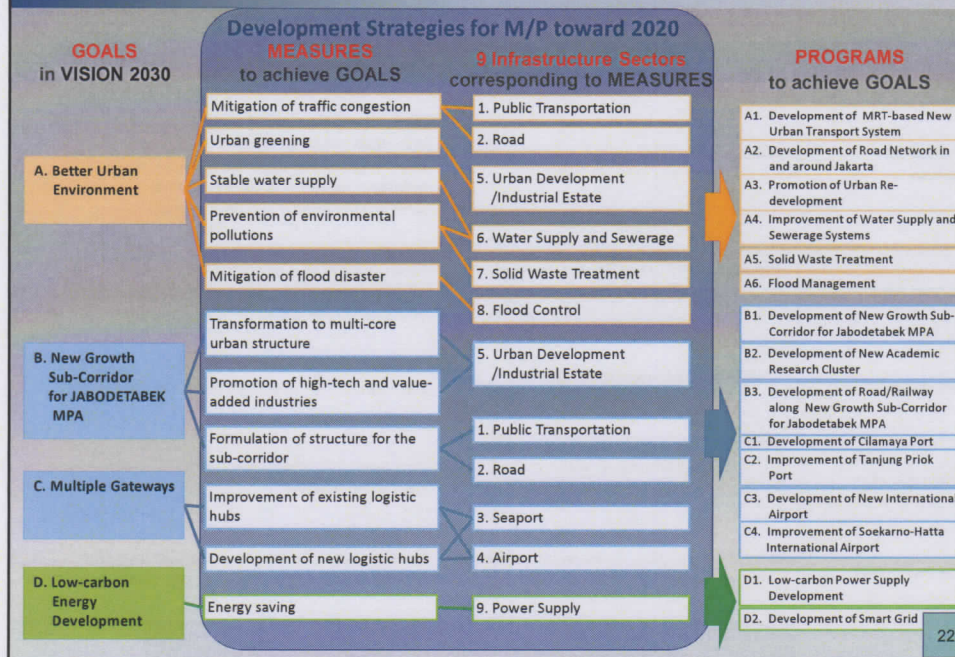 Development Strategies for M/P toward 2020
GOALS
in VISION 2030
MEASURES
to achieve GOALS
9 Infrastructure Sectors
corresponding to MEASURES
PROGRAMS
to achieve GOALS
A. Better Urban
Environment
B. New Growth
Sub-Corridor
for JABODETABEK
MPA
C. Multiple Gateways
D. Low-carbon
Energy
Development
Mitigation of traffic congestion
Urban greening
Stable water supply
Prevention of environmental
pollutions
Mitigation of flood disaster
Transformation to multi-core
urban structure
Promotion of high-tech and value-
added industries
Formulation of structure for the
sub-corridor
Improvement of existing logistic
hubs
Development of new logistic hubs
Energy saving
1. Public Transportation
2. Road
5. Urban Development
/Industrial Estate
6. Water Supply and Sewerage
7. Solid Waste Treatment
8. Flood Control
5. Urban Development
/Industrial Estate
1. Public Transportation
2. Road
3. Seaport
4. Airport
9. Power Supply
A1. Development of MRT-based New
Urban Transport System
A2. Development of Road Network in
and around Jakarta
A3. Promotion of Urban Re-
development
A4. Improvement of Water Supply and
Sewerage Systems
A5. Solid Waste Treatment
A6. Flood Management
B1. Development of New Growth Sub-
Corridor for Jabodetabek MPA
B2. Development of New Academic
Research Cluster
B3. Development of Road/Railway
along New Growth Sub-Corridor
for Jabodetabek MPA
C1. Development of Cilamaya Port
C2. Improvement of Tanjung Priok
Port
C3. Development of New International
Airport
C4. Improvement of Soekarno-Hatta
International Airport
D1. Low-carbon Power Supply
Development
D2. Development of Smart Grid
22